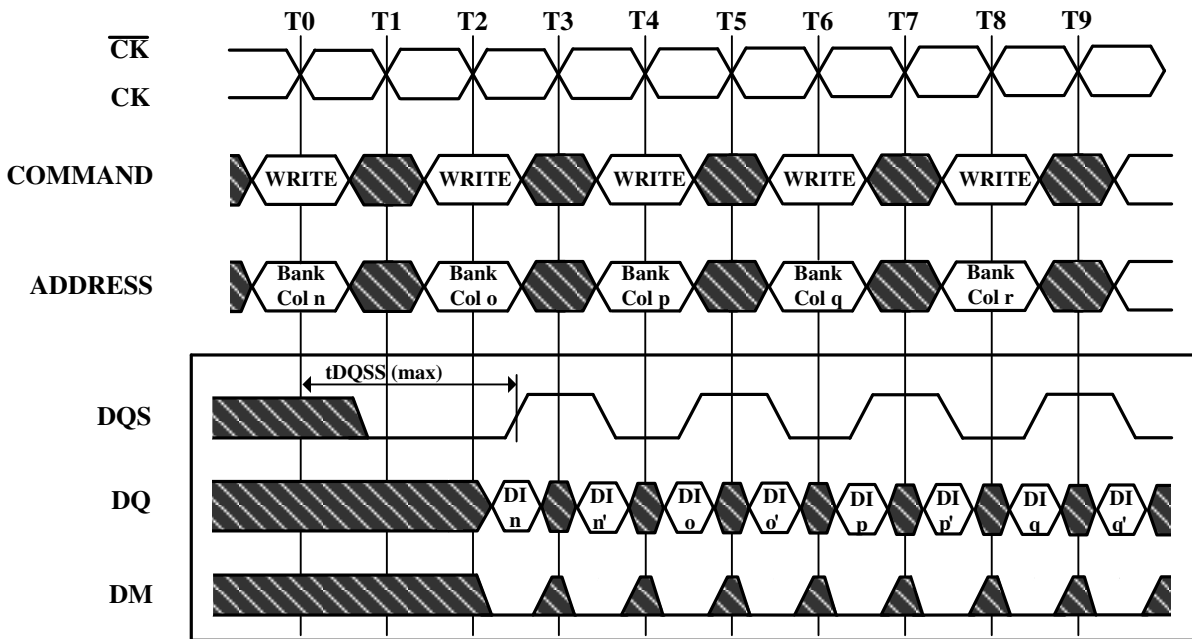 T0 T1 T2 T3 T4 T5 T6 T7 T8 T9
CK
CK
COMMAND WRITE WRITE WRITE WRITE WRITE
ADDRESS Bank Bank Bank Bank Bank
Col n Col o Col p Col q Col r
tDQSS (max)
DQS
DQ DI DI DI DI DI DI DI DI
n n' o o' p p' q q'
DM